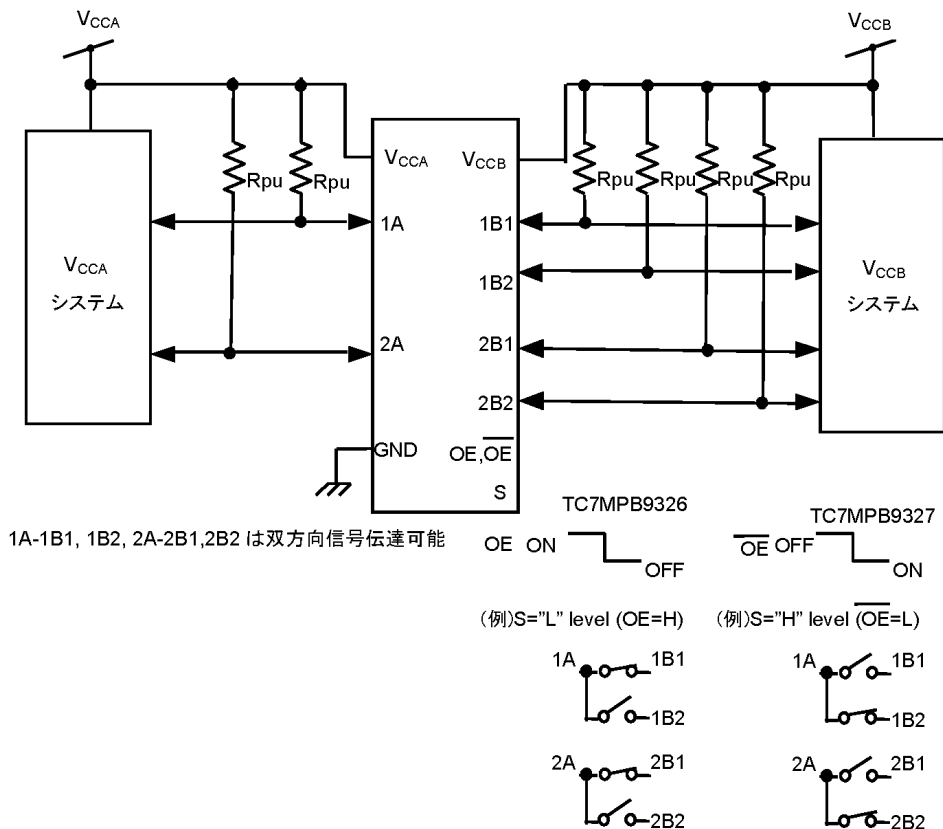 VCCA
VCCB
VCCA VCCB
Rpu Rpu
Rpu Rpu Rpu Rpu
1A 1B1
1B2
VCCA
システム
VCCB
システム
2A 2B1
2B2
GND
OE,OE
S
1A-1B1, 1B2, 2A-2B1,2B2 は双方向信号伝達可能
TC7MPB9326
OE ON
OFF
TC7MPB9327
OE OFF
ON
(例)S="L" level (OE=H)
(例)S="H" level (OE=L)
1A 1B1
1B2
1A 1B1
1B2
2A 2B1
2B2
2A 2B1
2B2